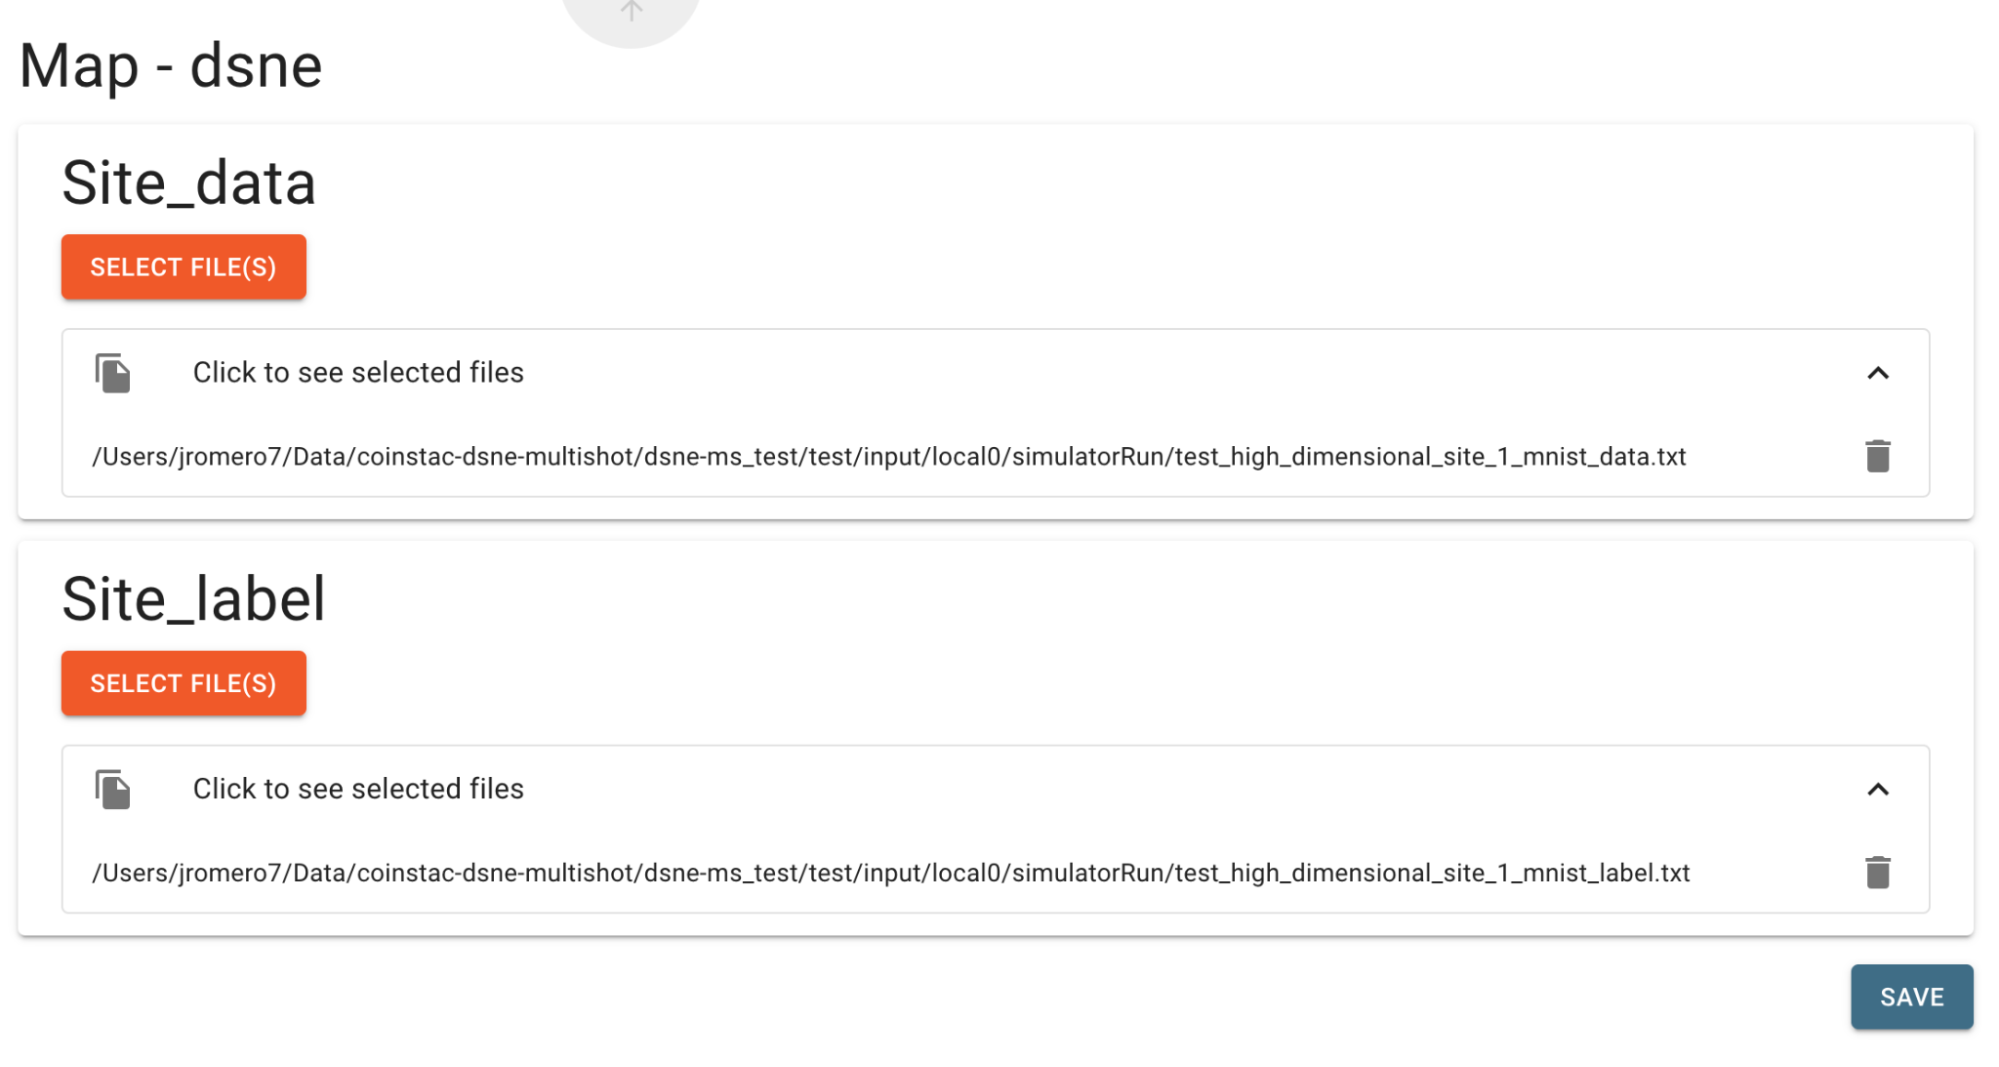 Map - dsne
Site_data
SELECT FILE(S)
Click to see selected files
/Users/jromero7/Data/coinstac-dsne-multishot/dsne-ms_test/test/input/local0/simulatorRun/test_high_dimensional_site_1_mnist_data.txt
Site_label
SELECT FILE(S)
Click to see selected files
/Users/jromero7/Data/coinstac-dsne-multishot/dsne-ms_test/test/input/local0/simulatorRun/test_high_dimensional_site_1_mnist_label.txt
SAVE